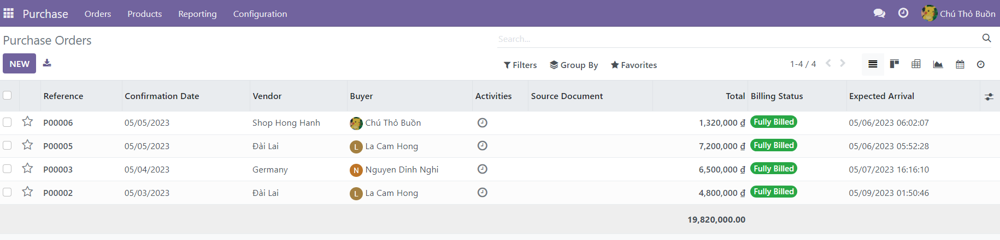 Purchase Orders Products Reporting Configuration Chú Thỏ Buồn
Purchase Orders Search...
NEW Filters Group By Favorites 1-4 / 4
Reference Confirmation Date Vendor Buyer Activities Source Document Total Billing Status Expected Arrival
P00006 05/05/2023 Shop Hong Hanh Chú Thỏ Buồn 1,320,000 ₫ Fully Billed 05/06/2023 06:02:07
P00005 05/05/2023 Đài Lai L La Cam Hong 7,200,000 ₫ Fully Billed 05/06/2023 05:52:28
P00003 05/04/2023 Germany N Nguyen Dinh Nghi 6,500,000 ₫ Fully Billed 05/07/2023 16:16:10
P00002 05/03/2023 Đài Lai L La Cam Hong 4,800,000 ₫ Fully Billed 05/09/2023 01:50:46
19,820,000.00